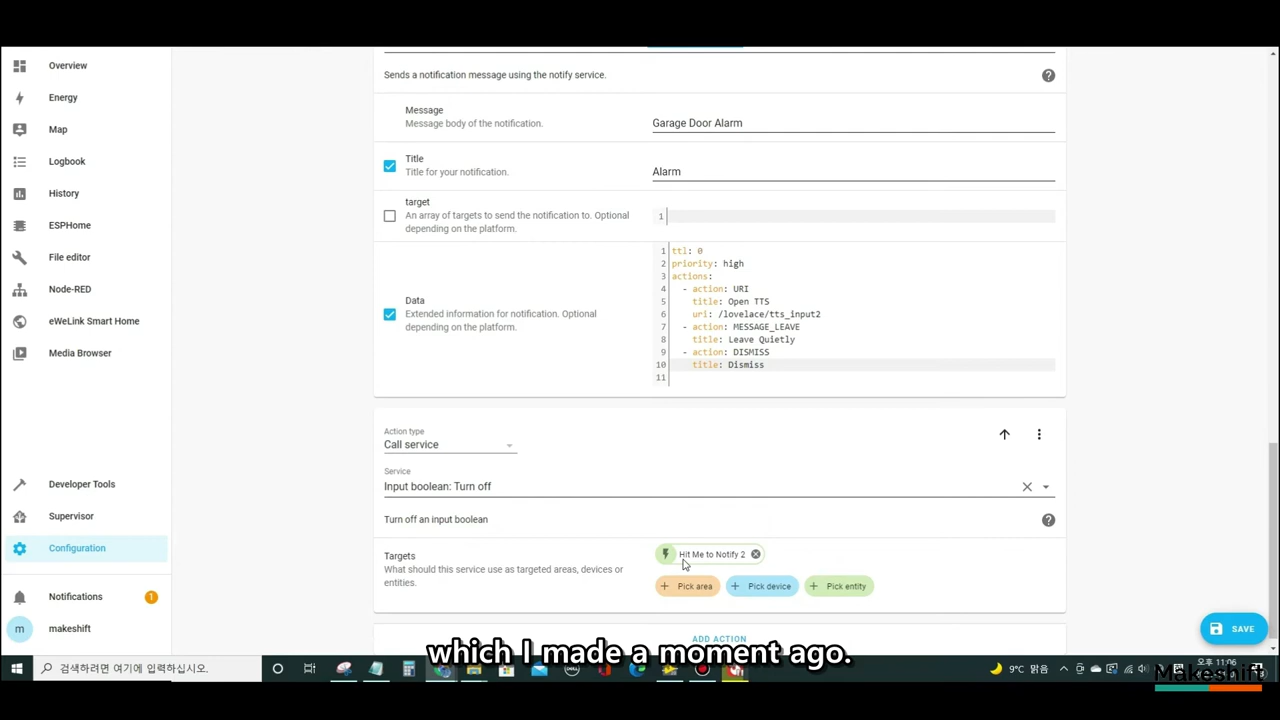 Overview
Energy
Map
Logbook
History
ESPHome
File editor
Node-RED
eWeLink Smart Home
Media Browser
Developer Tools
Supervisor
Configuration
Notifications
1
m
makeshift
Sends a notification message using the notify service.
Message
Message body of the notification.
Garage Door Alarm
Title
Title for your notification.
Alarm
target
An array of targets to send the notification to. Optional
depending on the platform.
1
Data
Extended information for notification. Optional
depending on the platform.
1 ttl: 0
2 priority: high
3 actions:
4 - action: URI
5 title: Open TTS
6 uri: /lovelace/tts_input2
7 - action: MESSAGE_LEAVE
8 title: Leave Quietly
9 - action: DISMISS
10 title: Dismiss
11
Action type
Call service
Service
Input boolean: Turn off
Turn off an input boolean
Targets
What should this service use as targeted areas, devices or
entities.
Hit Me to Notify 2
+ Pick area
+ Pick device
+ Pick entity
ADD ACTION
SAVE
which I made a moment ago.
검색하려면 여기에 입력하십시오.
9°C 맑음
오후 11:06
Makeshift